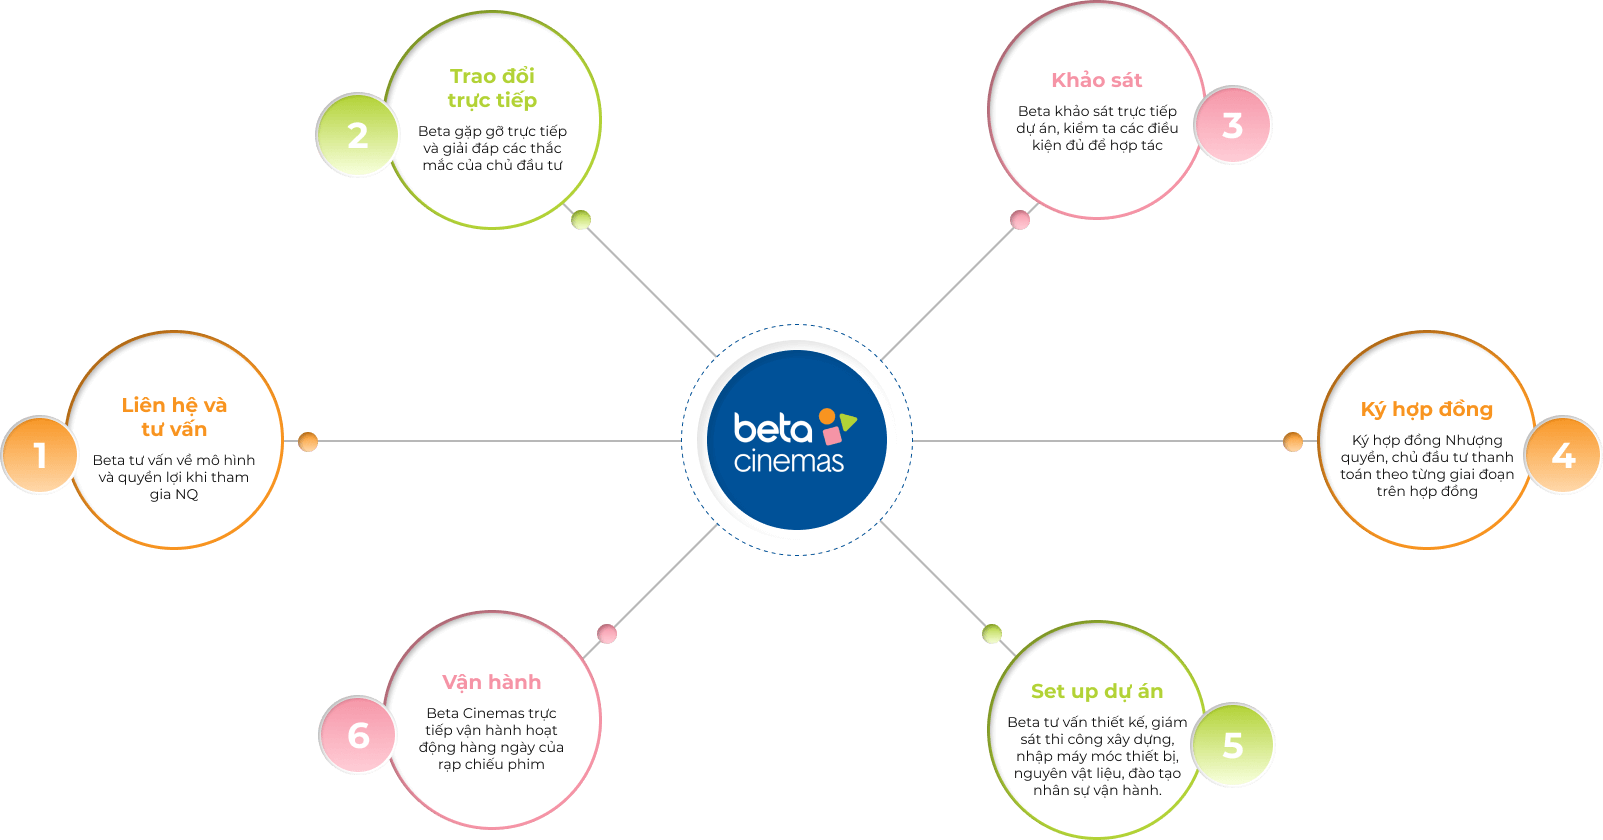 1
Liên hệ và
tư vấn
Beta tư vấn về mô hình
và quyền lợi khi tham
gia NQ
2
Trao đổi
trực tiếp
Beta gặp gỡ trực tiếp
và giải đáp các thắc
mắc của chủ đầu tư
3
Khảo sát
Beta khảo sát trực tiếp
dự án, kiểm ta các điều
kiện đủ để hợp tác
4
Ký hợp đồng
Ký hợp đồng Nhượng
quyền, chủ đầu tư thanh
toán theo từng giai đoạn
trên hợp đồng
5
Set up dự án
Beta tư vấn thiết kế, giám
sát thi công xây dựng,
nhập máy móc thiết bị,
nguyên vật liệu, đào tạo
nhân sự vận hành.
6
Vận hành
Beta Cinemas trực
tiếp vận hành hoạt
động hàng ngày của
rạp chiếu phim
beta
cinemas